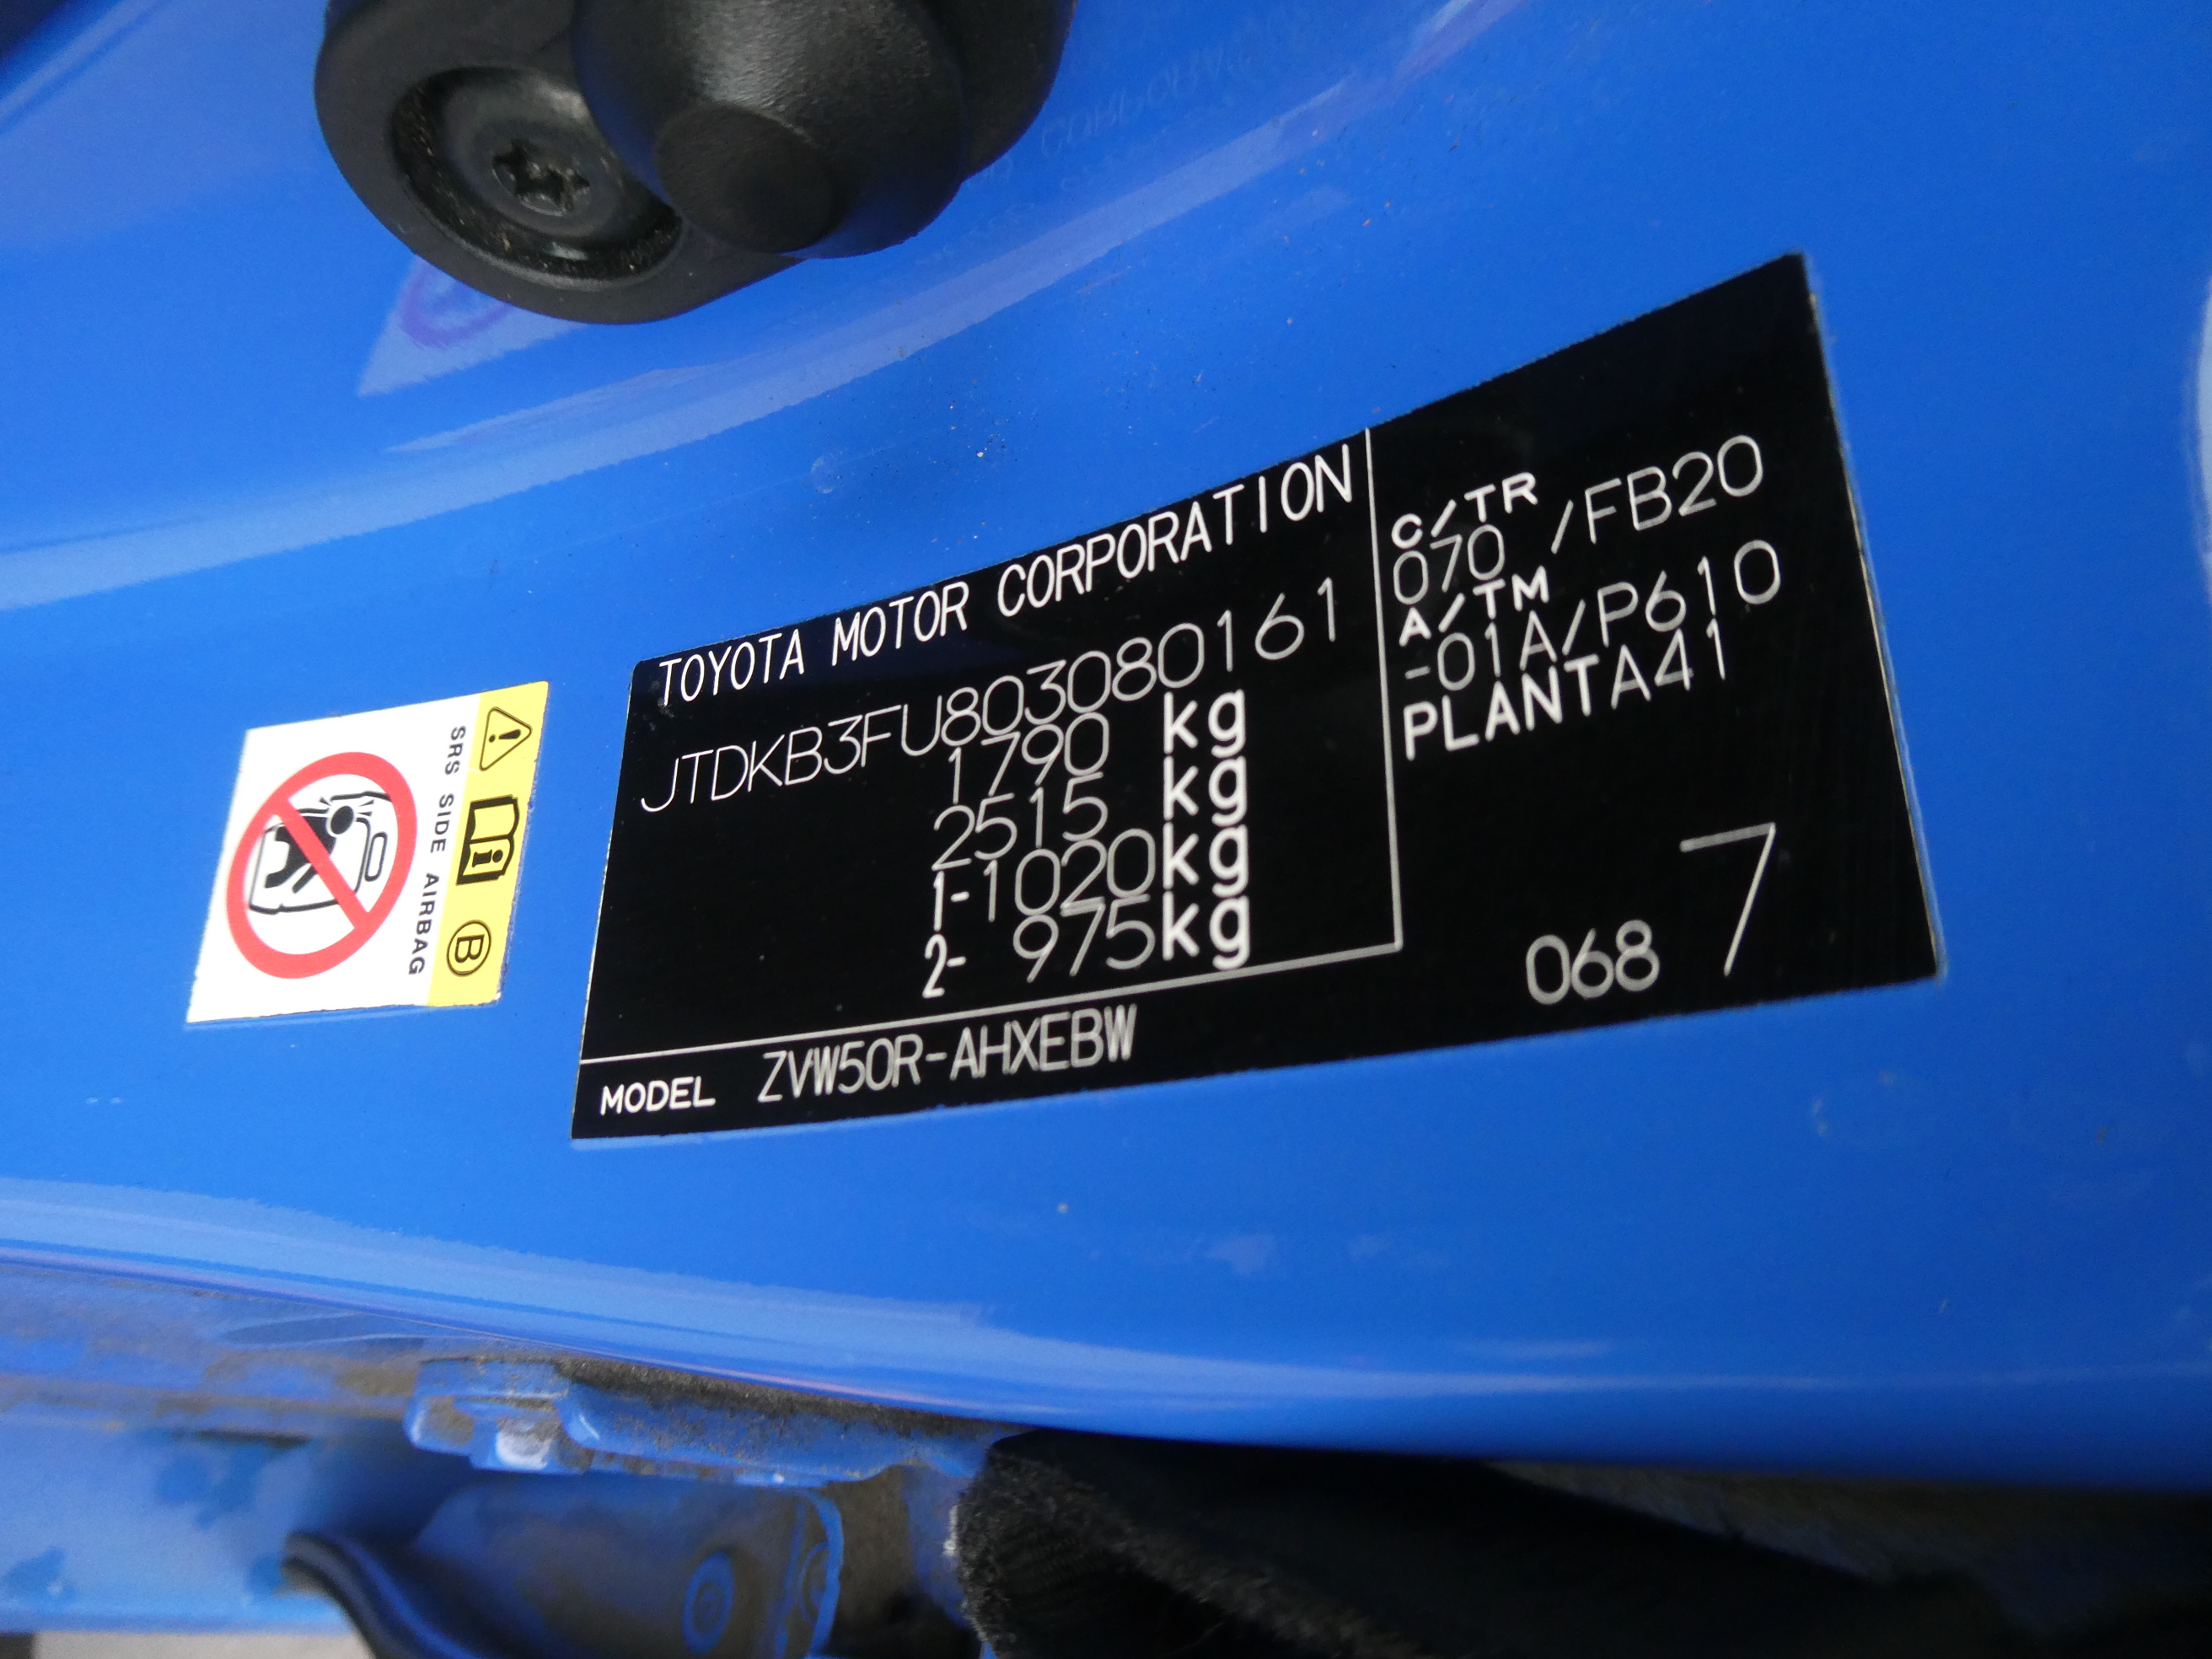 TOYOTA MOTOR CORPORATION
JTDKB3FU803080161
1790 kg
2515 kg
1-1020kg
2- 975kg
MODEL ZVW50R-AHXEBW
C/TR
070 /FB20
A/TM
-01A/P610
PLANTA41
7
068
SRS SIDE AIRBAG
B